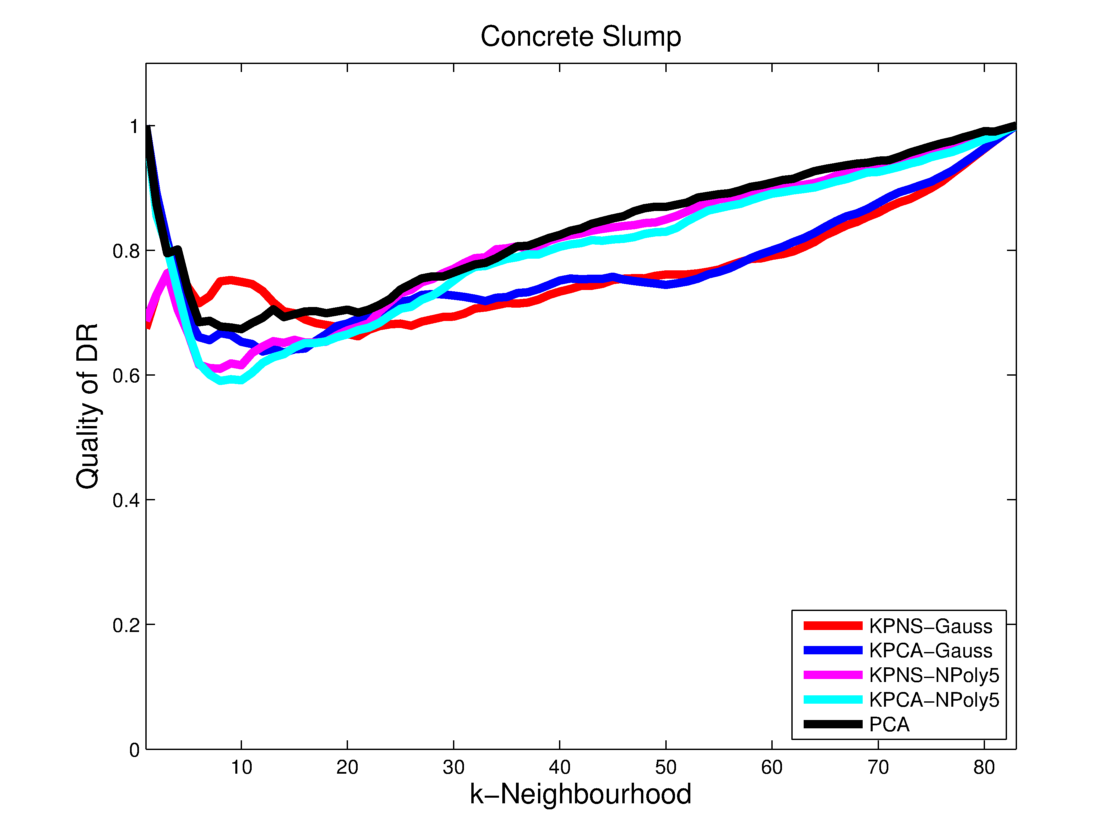 Concrete Slump
Quality of DR
1
0.8
0.6
0.4
0.2
0
10 20 30 40 50 60 70 80
k−Neighbourhood
KPNS−Gauss
KPCA−Gauss
KPNS−NPoly5
KPCA−NPoly5
PCA